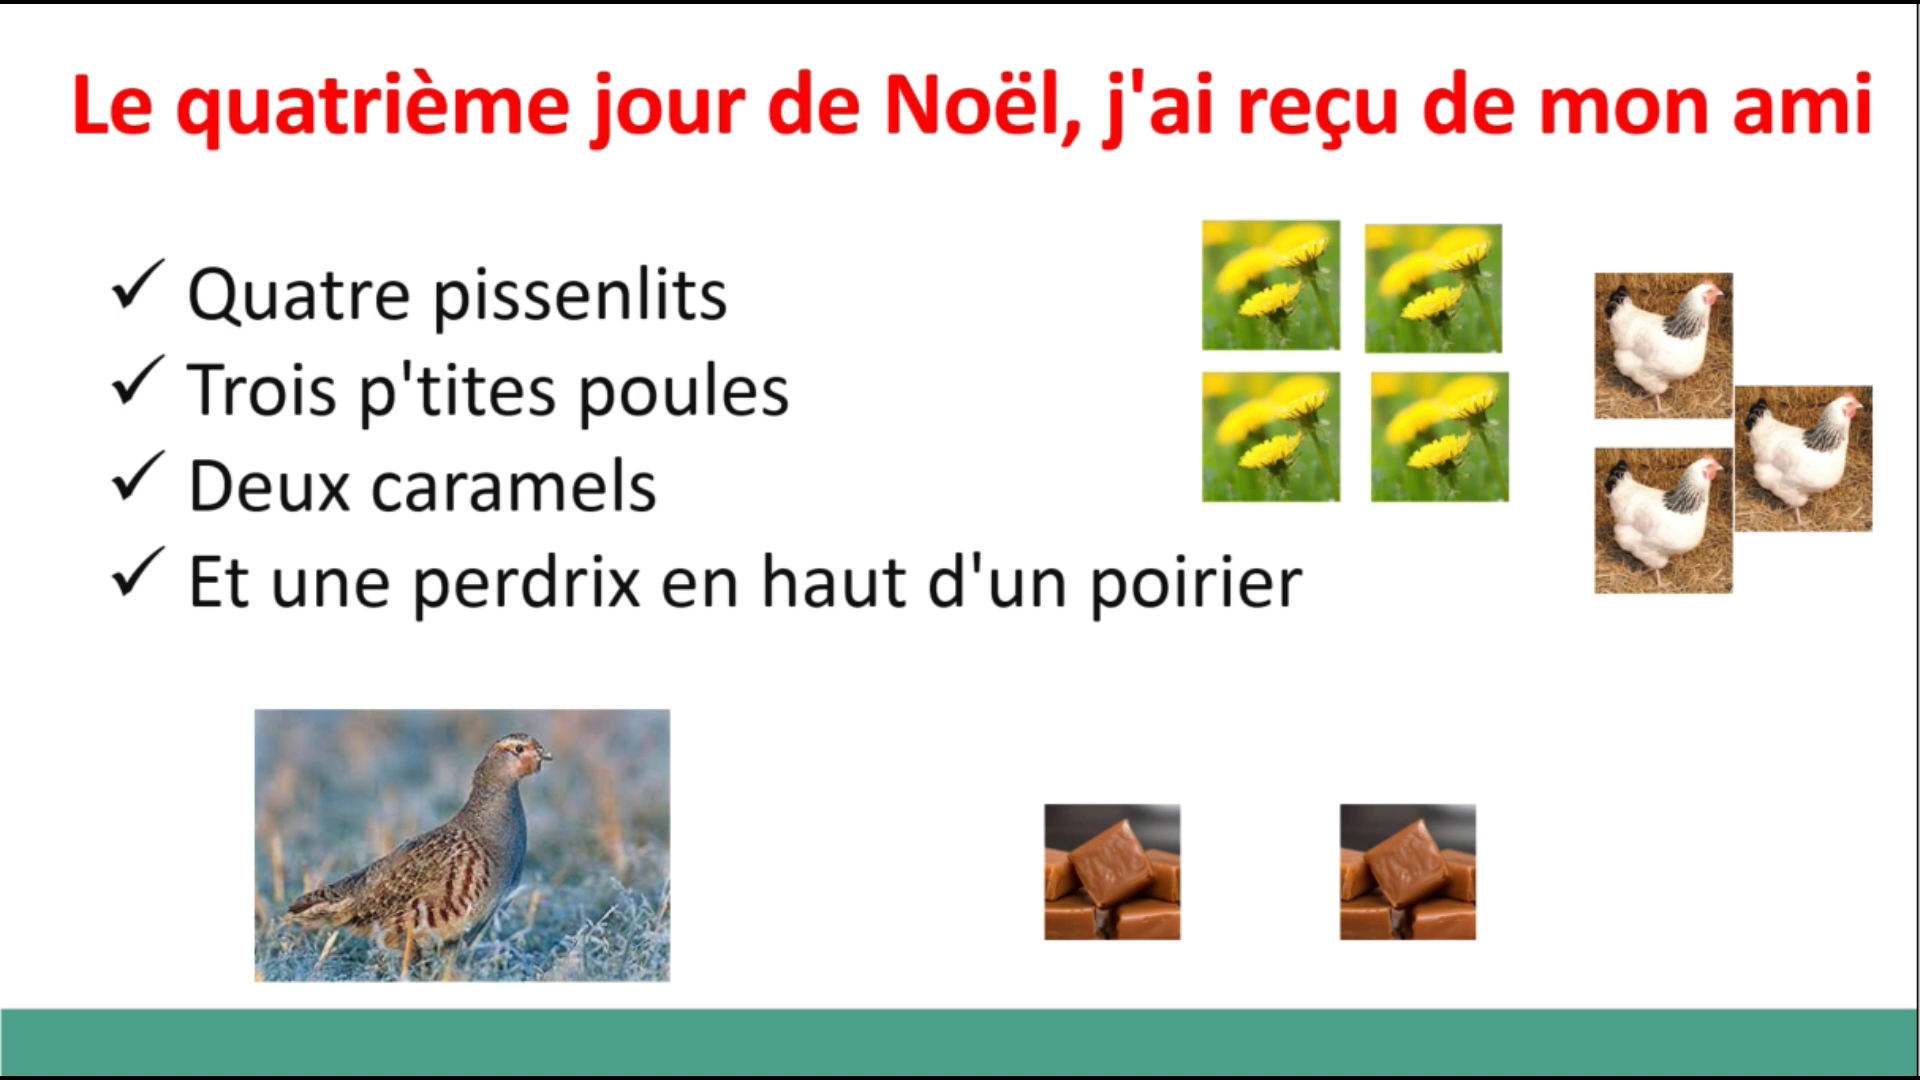 Le quatrième jour de Noël, j'ai reçu de mon ami
Quatre pissenlits
Trois p'tites poules
Deux caramels
Et une perdrix en haut d'un poirier